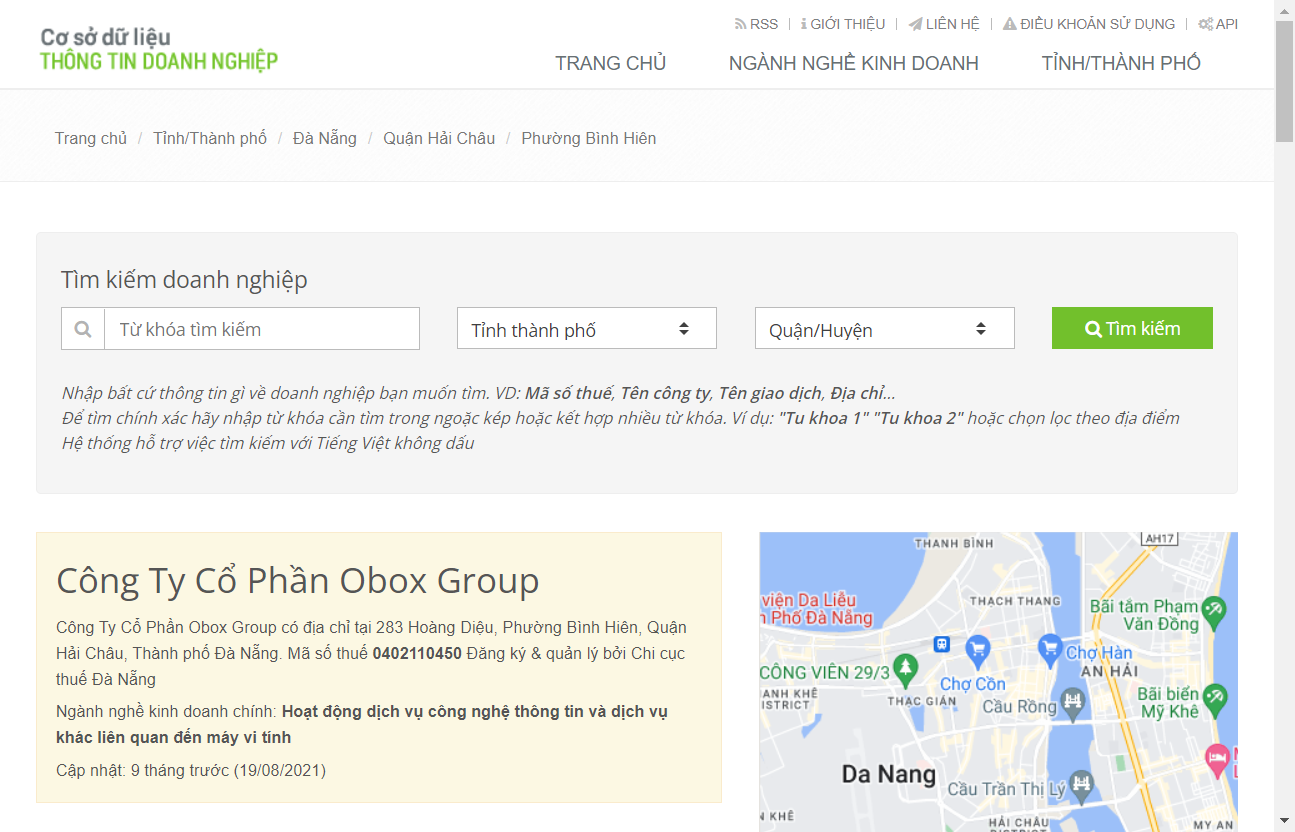 Cơ sở dữ liệu
THÔNG TIN DOANH NGHIỆP
RSS | GIỚI THIỆU | LIÊN HỆ | ĐIỀU KHOẢN SỬ DỤNG | API
TRANG CHỦ NGÀNH NGHỀ KINH DOANH TỈNH/THÀNH PHỐ
Trang chủ / Tỉnh/Thành phố / Đà Nẵng / Quận Hải Châu / Phường Bình Hiên
Tìm kiếm doanh nghiệp
Từ khóa tìm kiếm Tỉnh thành phố Quận/Huyện Tìm kiếm
Nhập bất cứ thông tin gì về doanh nghiệp bạn muốn tìm. VD: Mã số thuế, Tên công ty, Tên giao dịch, Địa chỉ...
Để tìm chính xác hãy nhập từ khóa cần tìm trong ngoặc kép hoặc kết hợp nhiều từ khóa. Ví dụ: "Tu khoa 1" "Tu khoa 2" hoặc chọn lọc theo địa điểm
Hệ thống hỗ trợ việc tìm kiếm với Tiếng Việt không dấu
Công Ty Cổ Phần Obox Group
Công Ty Cổ Phần Obox Group có địa chỉ tại 283 Hoàng Diệu, Phường Bình Hiên, Quận
Hải Châu, Thành phố Đà Nẵng. Mã số thuế 0402110450 Đăng ký & quản lý bởi Chi cục
thuế Đà Nẵng
Ngành nghề kinh doanh chính: Hoạt động dịch vụ công nghệ thông tin và dịch vụ
khác liên quan đến máy vi tính
Cập nhật: 9 tháng trước (19/08/2021)
THANH BÌNH
AH17
viện Da Liễu
n Phố Đà Nẵng
THẠCH THANG
Bãi tắm Phạm
Văn Đồng
Chợ Hàn
CÔNG VIÊN 29/3
AN HẢI
Chợ Cồn
ANH KHÊ
ISTRICT
THẠC GIÁN
Cầu Rồng
Bãi biển
Mỹ Khê
Da Nang
Cầu Trần Thị Lý
N KHÊ
HẢI CHÂU
DISTRICT
MY AN